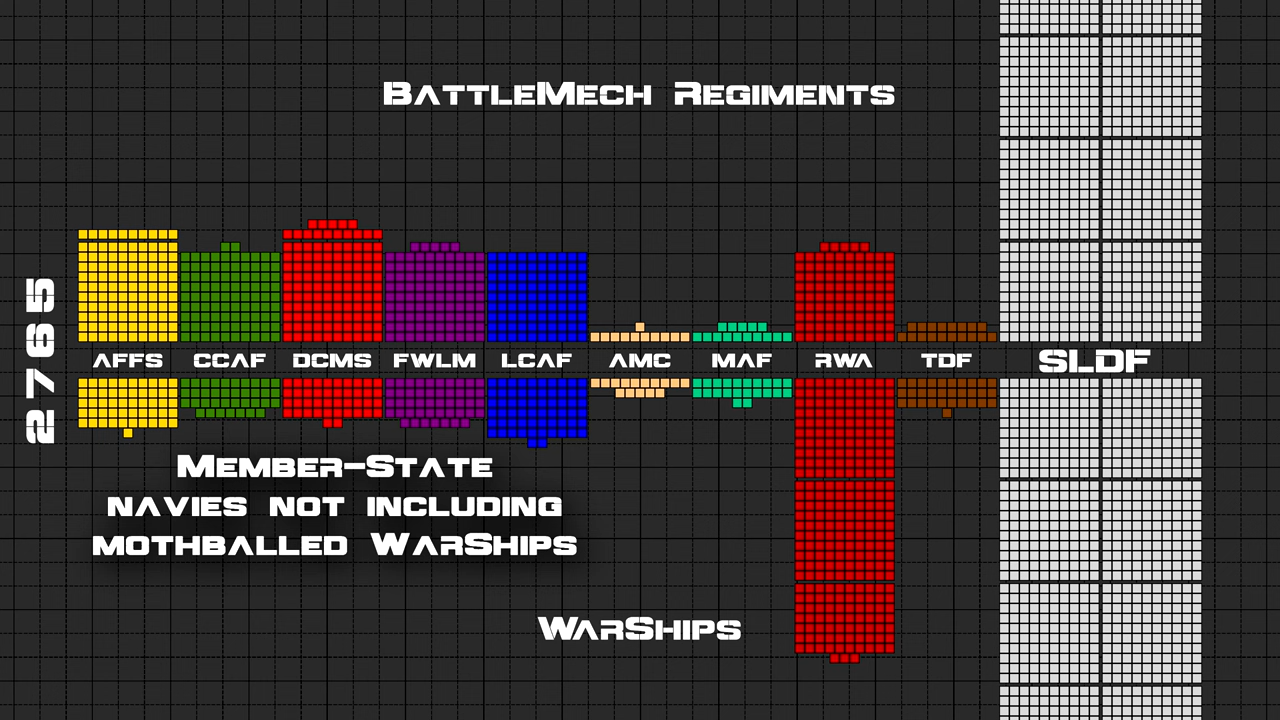 BattleMech Regiments
2765
AFFS CCAF DCMS FWLM LCAF AMC MAF RWA TDF SLDF
Member-State
navies not including
mothballed WarShips
WarShips